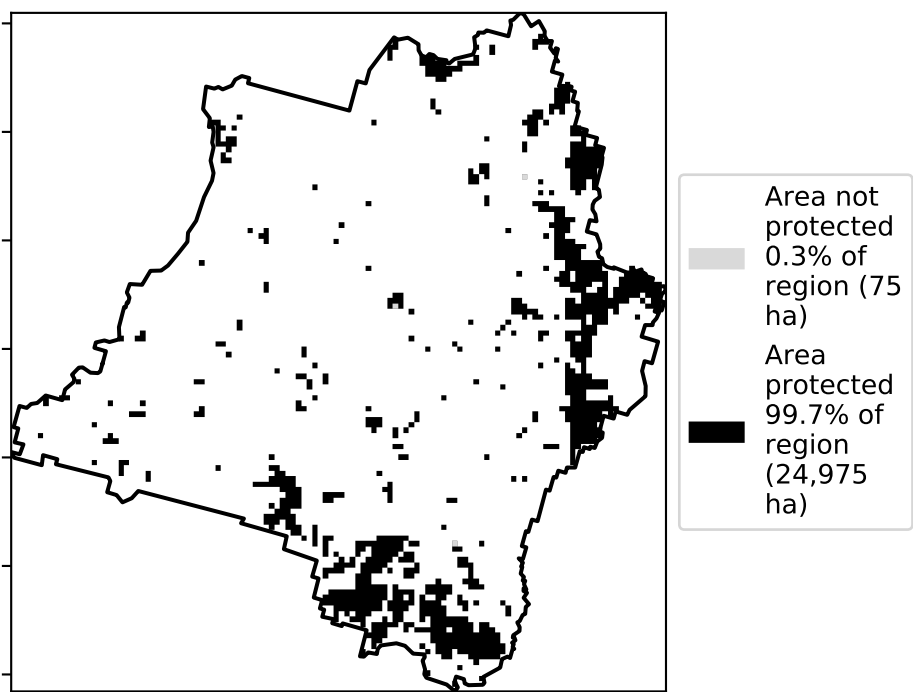 Area not
protected
0.3% of
region (75
ha)
Area
protected
99.7% of
region
(24,975
ha)